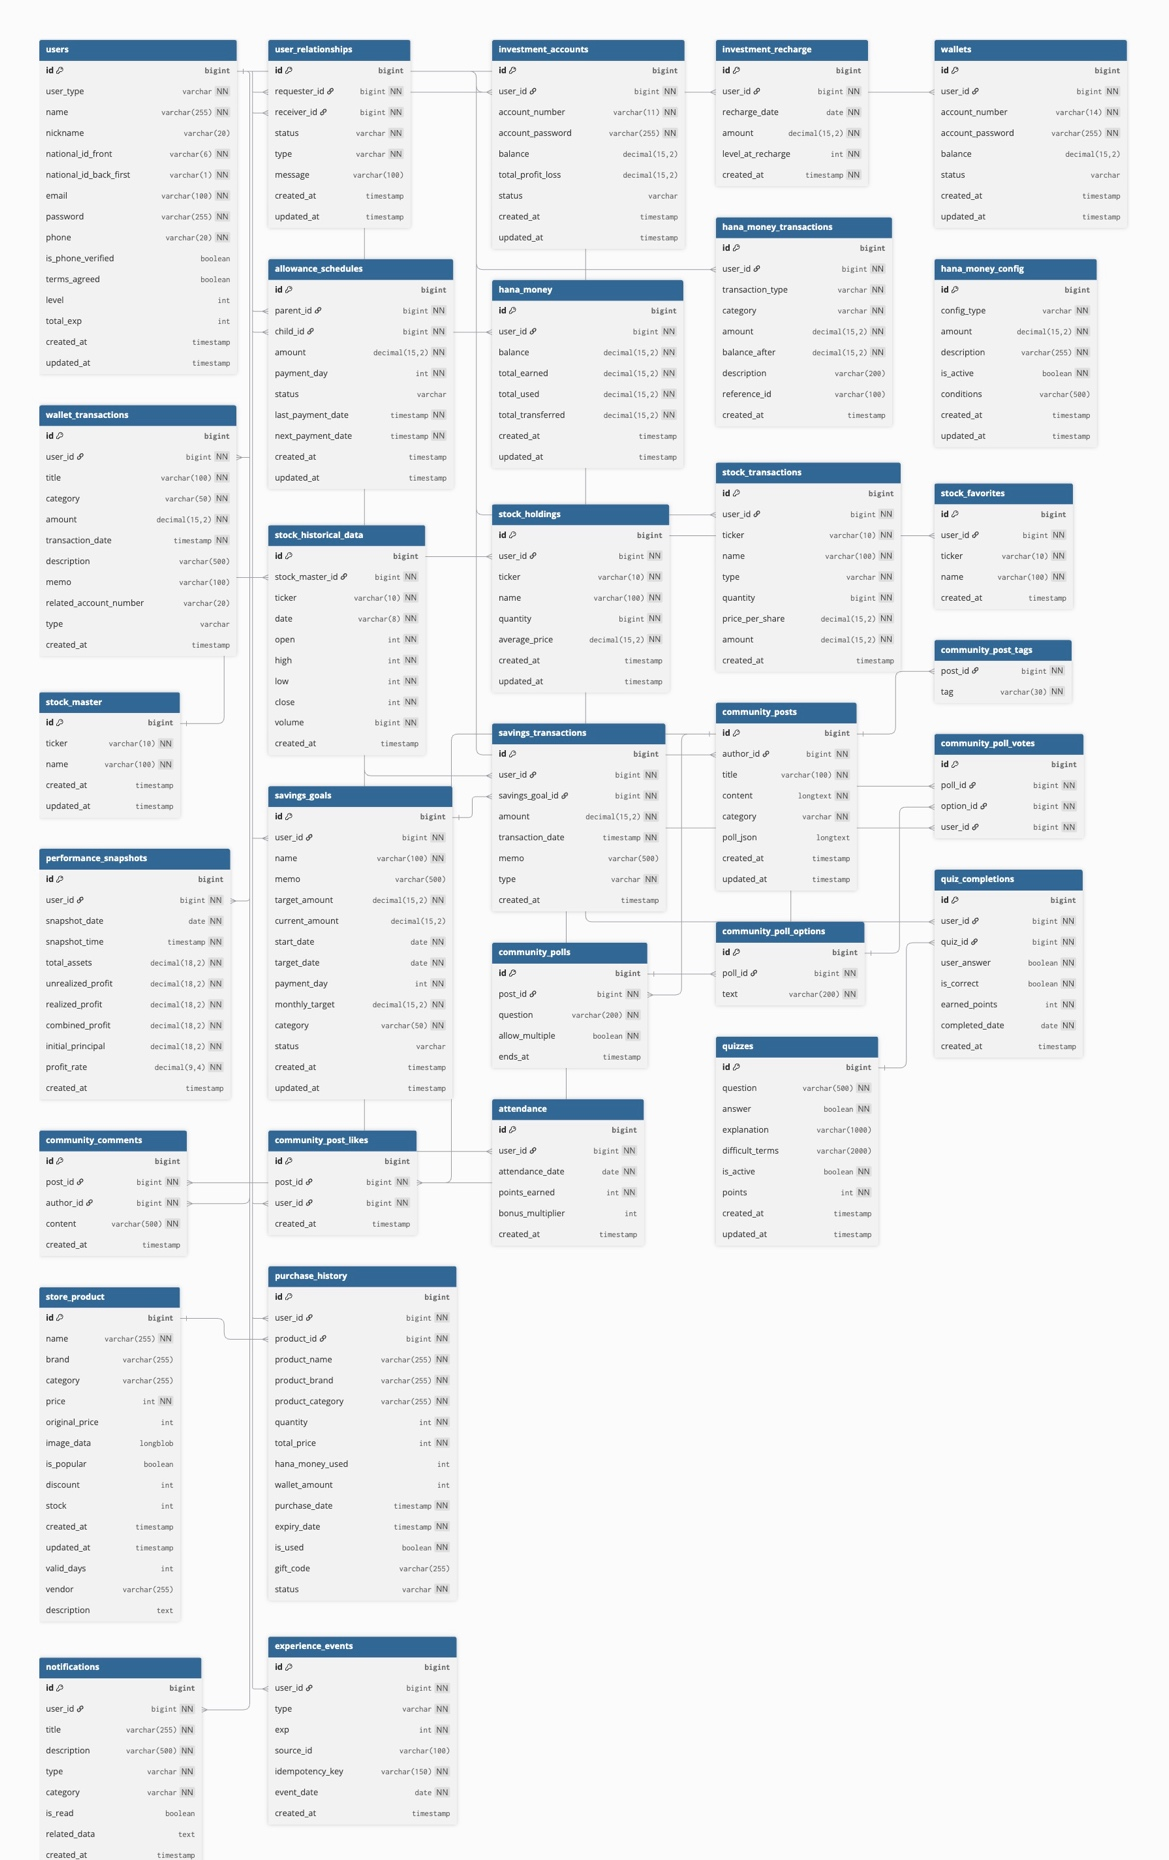 users
id bigint
user_type varchar NN
name varchar(255) NN
nickname varchar(20)
national_id_front varchar(6) NN
national_id_back_first varchar(1) NN
email varchar(100) NN
password varchar(255) NN
phone varchar(20) NN
is_phone_verified boolean
terms_agreed boolean
level int
total_exp int
created_at timestamp
updated_at timestamp
wallet_transactions
id bigint
user_id bigint NN
title varchar(100) NN
category varchar(50) NN
amount decimal(15,2) NN
transaction_date timestamp NN
description varchar(500)
memo varchar(100)
related_account_number varchar(20)
type varchar
created_at timestamp
stock_master
id bigint
ticker varchar(10) NN
name varchar(100) NN
created_at timestamp
updated_at timestamp
performance_snapshots
id bigint
user_id bigint NN
snapshot_date date NN
snapshot_time timestamp NN
total_assets decimal(18,2) NN
unrealized_profit decimal(18,2) NN
realized_profit decimal(18,2) NN
combined_profit decimal(18,2) NN
initial_principal decimal(18,2) NN
profit_rate decimal(9,4) NN
created_at timestamp
community_comments
id bigint
post_id bigint NN
author_id bigint NN
content varchar(500) NN
created_at timestamp
store_product
id bigint
name varchar(255) NN
brand varchar(255)
category varchar(255)
price int NN
original_price int
image_data longblob
is_popular boolean
discount int
stock int
created_at timestamp
updated_at timestamp
valid_days int
vendor varchar(255)
description text
notifications
id bigint
user_id bigint NN
title varchar(255) NN
description varchar(500) NN
type varchar NN
category varchar NN
is_read boolean
related_data text
created_at timestamp
user_relationships
id bigint
requester_id bigint NN
receiver_id bigint NN
status varchar NN
type varchar NN
message varchar(100)
created_at timestamp
updated_at timestamp
allowance_schedules
id bigint
parent_id bigint NN
child_id bigint NN
amount decimal(15,2) NN
payment_day int NN
status varchar
last_payment_date timestamp NN
next_payment_date timestamp NN
created_at timestamp
updated_at timestamp
stock_historical_data
id bigint
stock_master_id bigint NN
ticker varchar(10) NN
date varchar(8) NN
open int NN
high int NN
low int NN
close int NN
volume bigint NN
created_at timestamp
savings_goals
id bigint
user_id bigint NN
name varchar(100) NN
memo varchar(500)
target_amount decimal(15,2) NN
current_amount decimal(15,2)
start_date date NN
target_date date NN
payment_day int NN
monthly_target decimal(15,2) NN
category varchar(50) NN
status varchar
created_at timestamp
updated_at timestamp
community_post_likes
id bigint
post_id bigint NN
user_id bigint NN
created_at timestamp
purchase_history
id bigint
user_id bigint NN
product_id bigint NN
product_name varchar(255) NN
product_brand varchar(255) NN
product_category varchar(255) NN
quantity int NN
total_price int NN
hana_money_used int
wallet_amount int
purchase_date timestamp NN
expiry_date timestamp NN
is_used boolean NN
gift_code varchar(255)
status varchar NN
experience_events
id bigint
user_id bigint NN
type varchar NN
exp int NN
source_id varchar(100)
idempotency_key varchar(150) NN
event_date date NN
created_at timestamp
investment_accounts
id bigint
user_id bigint NN
account_number varchar(11) NN
account_password varchar(255) NN
balance decimal(15,2)
total_profit_loss decimal(15,2)
status varchar
created_at timestamp
updated_at timestamp
hana_money
id bigint
user_id bigint NN
balance decimal(15,2) NN
total_earned decimal(15,2) NN
total_used decimal(15,2) NN
total_transferred decimal(15,2) NN
created_at timestamp
updated_at timestamp
stock_holdings
id bigint
user_id bigint NN
ticker varchar(10) NN
name varchar(100) NN
quantity bigint NN
average_price decimal(15,2) NN
created_at timestamp
updated_at timestamp
savings_transactions
id bigint
user_id bigint NN
savings_goal_id bigint NN
amount decimal(15,2) NN
transaction_date timestamp NN
memo varchar(500)
type varchar NN
created_at timestamp
community_polls
id bigint
post_id bigint NN
question varchar(200) NN
allow_multiple boolean NN
ends_at timestamp
attendance
id bigint
user_id bigint NN
attendance_date date NN
points_earned int NN
bonus_multiplier int
created_at timestamp
investment_recharge
id bigint
user_id bigint NN
recharge_date date NN
amount decimal(15,2) NN
level_at_recharge int NN
created_at timestamp NN
hana_money_transactions
id bigint
user_id bigint NN
transaction_type varchar NN
category varchar NN
amount decimal(15,2) NN
balance_after decimal(15,2) NN
description varchar(200)
reference_id varchar(100)
created_at timestamp
stock_transactions
id bigint
user_id bigint NN
ticker varchar(10) NN
name varchar(100) NN
type varchar NN
quantity bigint NN
price_per_share decimal(15,2) NN
amount decimal(15,2) NN
created_at timestamp
community_posts
id bigint
author_id bigint NN
title varchar(100) NN
content longtext NN
category varchar NN
poll_json longtext
created_at timestamp
updated_at timestamp
community_poll_options
id bigint
poll_id bigint NN
text varchar(200) NN
quizzes
id bigint
question varchar(500) NN
answer boolean NN
explanation varchar(1000)
difficult_terms varchar(2000)
is_active boolean NN
points int NN
created_at timestamp
updated_at timestamp
wallets
id bigint
user_id bigint NN
account_number varchar(14) NN
account_password varchar(255) NN
balance decimal(15,2)
status varchar
created_at timestamp
updated_at timestamp
hana_money_config
id bigint
config_type varchar NN
amount decimal(15,2) NN
description varchar(255) NN
is_active boolean NN
conditions varchar(500)
created_at timestamp
updated_at timestamp
stock_favorites
id bigint
user_id bigint NN
ticker varchar(10) NN
name varchar(100) NN
created_at timestamp
community_post_tags
post_id bigint NN
tag varchar(30) NN
community_poll_votes
id bigint
poll_id bigint NN
option_id bigint NN
user_id bigint NN
quiz_completions
id bigint
user_id bigint NN
quiz_id bigint NN
user_answer boolean NN
is_correct boolean NN
earned_points int NN
completed_date date NN
created_at timestamp